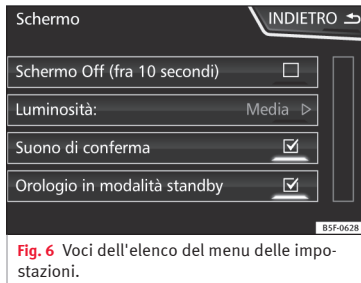 Schermo
INDIETRO
Schermo Off (fra 10 secondi)
Luminosità: Media
Suono di conferma
Orologio in modalità standby
B5F-0628
Fig. 6 Voci dell'elenco del menu delle impo-
stazioni.